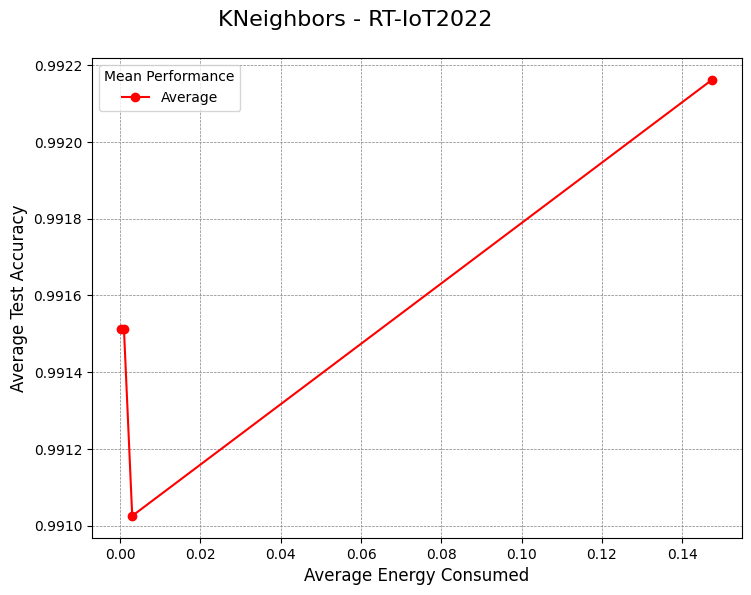 KNeighbors - RT-IoT2022
Mean Performance
Average
0.9922
0.9920
0.9918
0.9916
0.9914
0.9912
0.9910
Average Test Accuracy
0.00 0.02 0.04 0.06 0.08 0.10 0.12 0.14
Average Energy Consumed